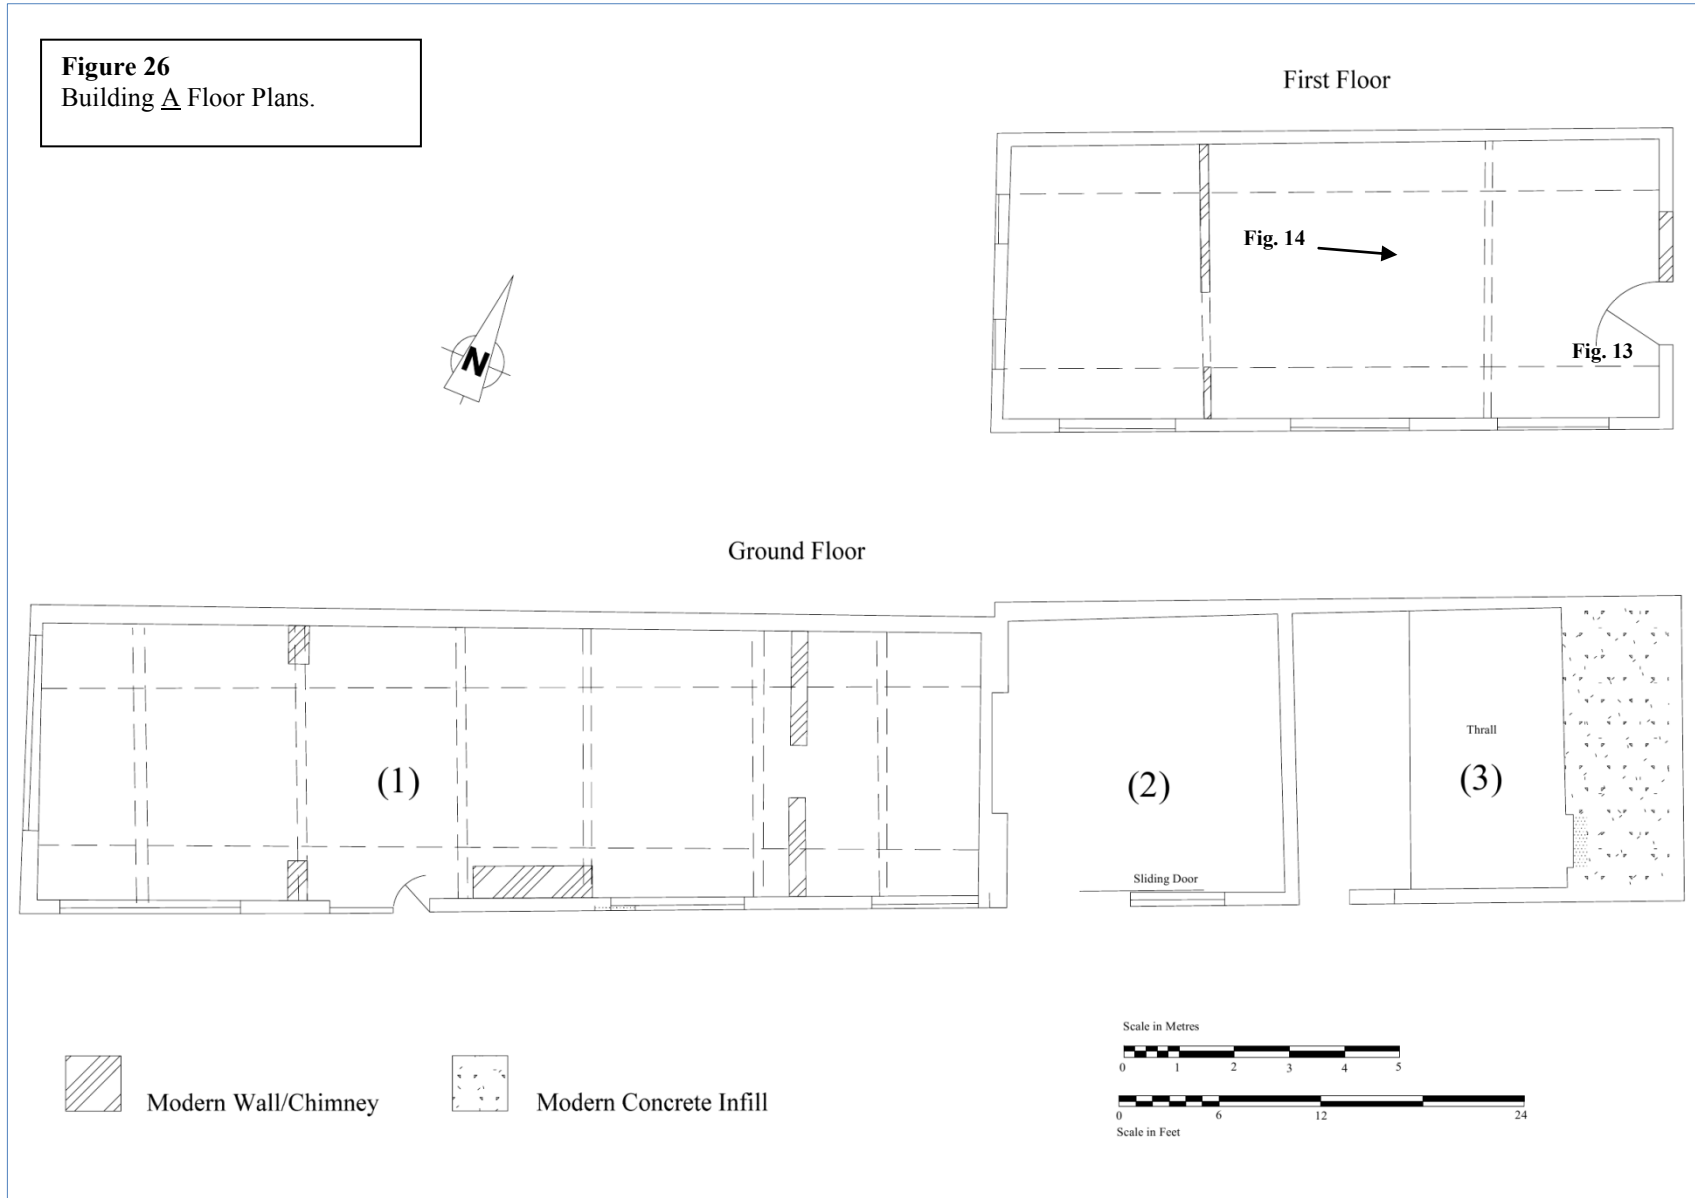 Figure 26
Building A Floor Plans.
First Floor
Fig. 14
Fig. 13
N
Ground Floor
(1)
(2)
Thrall
(3)
Sliding Door
Modern Wall/Chimney
Modern Concrete Infill
Scale in Metres
0 1 2 3 4 5
0 6 12 24
Scale in Feet